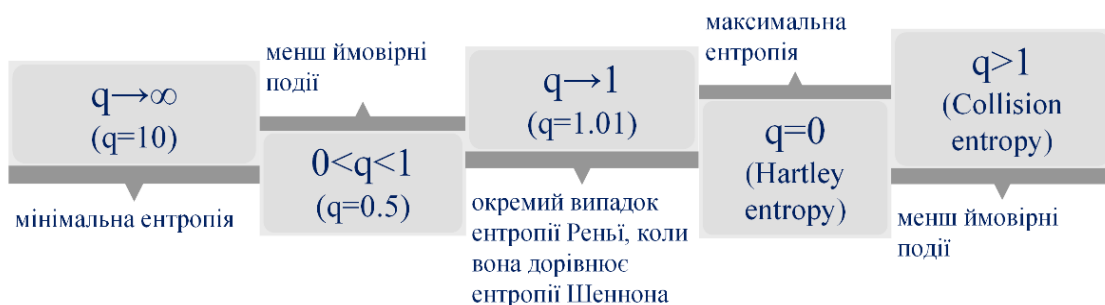 q→∞
(q=10)
мінімальна ентропія
менш ймовірні
події
0<q<1
(q=0.5)
q→1
(q=1.01)
окремий випадок
ентропії Реньї, коли
вона дорівнює
ентропії Шеннона
максимальна
ентропія
q=0
(Hartley
entropy)
q>1
(Collision
entropy)
менш ймовірні
події